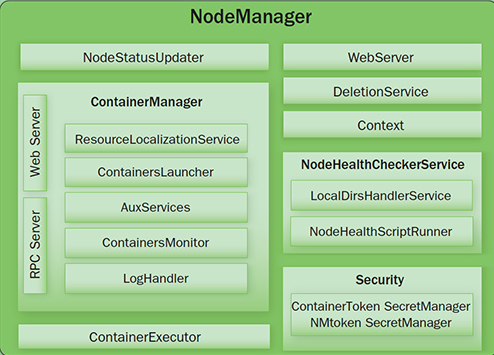 NodeManager
NodeStatusUpdater
ContainerManager
Web Server
RPC Server
ResourceLocalizationService
ContainersLauncher
AuxServices
ContainersMonitor
LogHandler
ContainerExecutor
WebServer
DeletionService
Context
NodeHealthCheckerService
LocalDirsHandlerService
NodeHealthScriptRunner
Security
ContainerToken SecretManager
NMtoken SecretManager